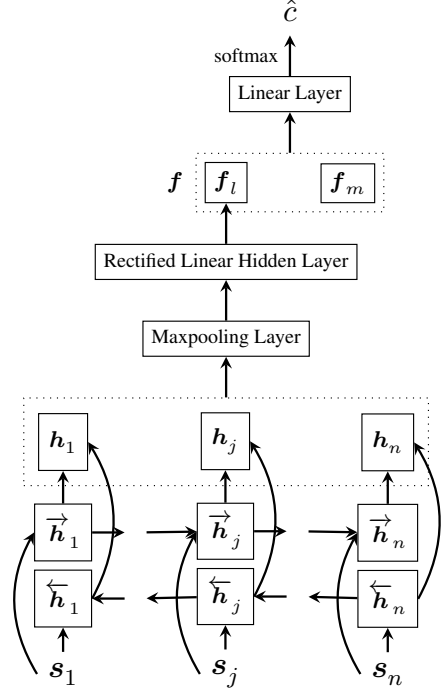 ĉ
softmax
Linear Layer
f f_l f_m
Rectified Linear Hidden Layer
Maxpooling Layer
h_1 h_j h_n
→h_1 →h_j →h_n
←h_1 ←h_j ←h_n
s_1 s_j s_n